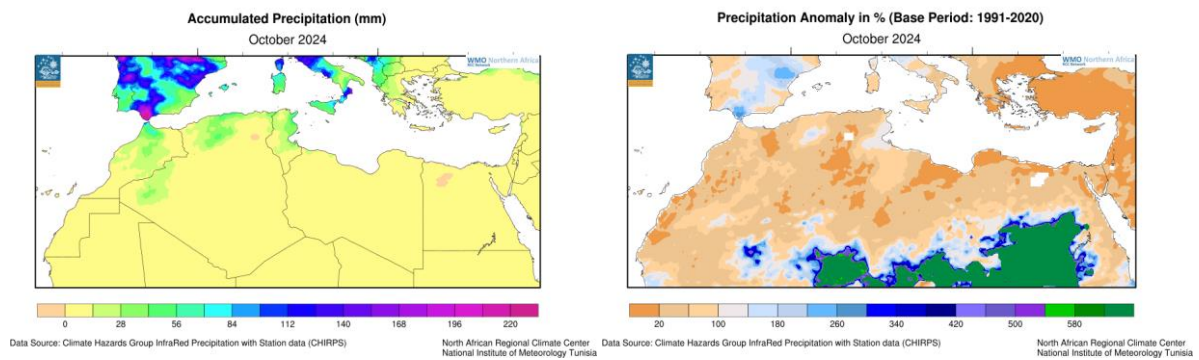 Accumulated Precipitation (mm)
October 2024
WMO Northern Africa
RCC Network
0 28 56 84 112 140 168 196 220
Data Source: Climate Hazards Group InfraRed Precipitation with Station data (CHIRPS)
North African Regional Climate Center
National Institute of Meteorology Tunisia
Precipitation Anomaly in % (Base Period: 1991-2020)
October 2024
WMO Northern Africa
RCC Network
20 100 180 260 340 420 500 580
Data Source: Climate Hazards Group InfraRed Precipitation with Station data (CHIRPS)
North African Regional Climate Center
National Institute of Meteorology Tunisia